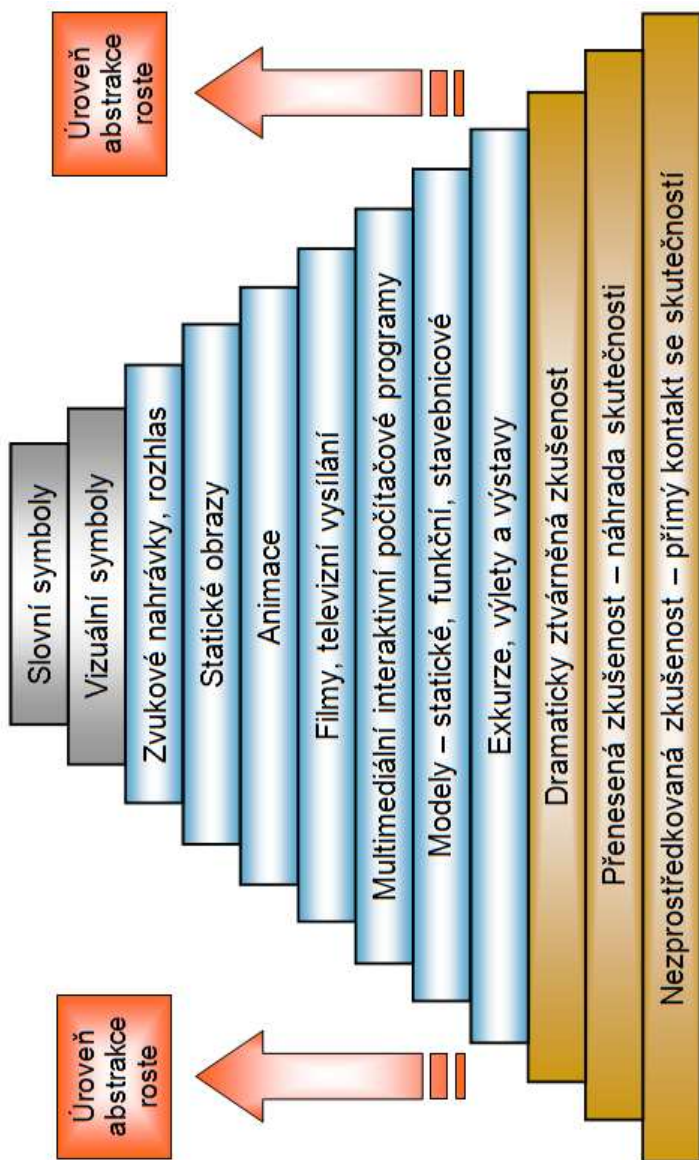 Úroveň
abstrakce
roste
Úroveň
abstrakce
roste
Slovní symboly
Vizuální symboly
Zvukové nahrávky, rozhlas
Statické obrazy
Animace
Filmy, televizní vysílání
Multimediální interaktivní počítačové programy
Modely – statické, funkční, stavebnicové
Exkurze, výlety a výstavy
Dramaticky ztvárněná zkušenost
Přenesená zkušenost – náhrada skutečnosti
Nezprostředkovaná zkušenost – přímý kontakt se skutečností